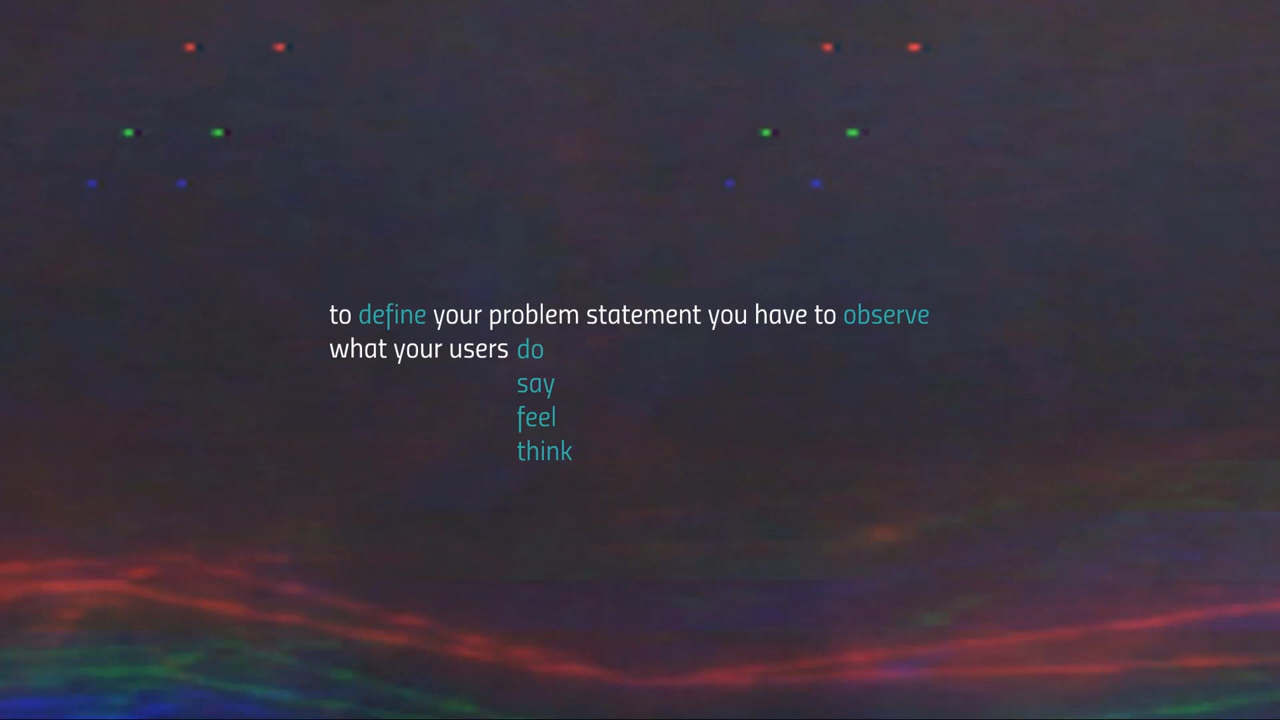 to define your problem statement you have to observe
what your users do
say
feel
think